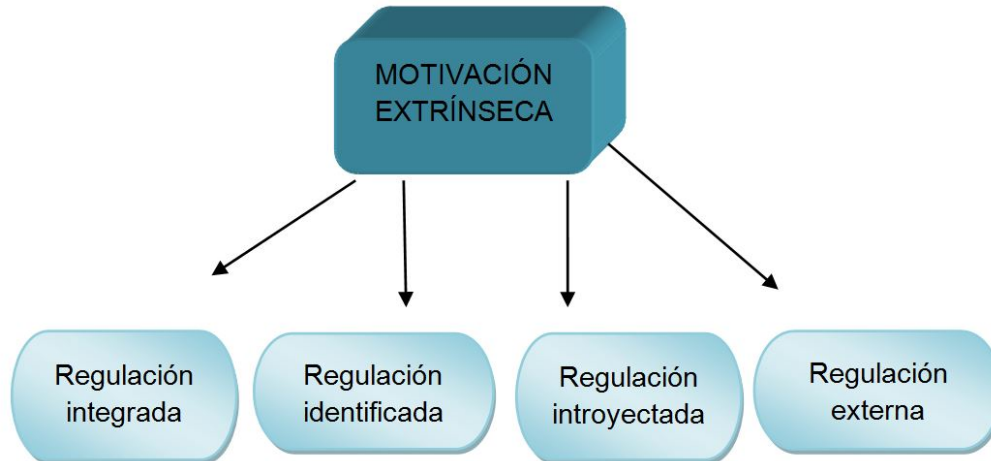 MOTIVACIÓN
EXTRÍNSECA
Regulación
integrada
Regulación
identificada
Regulación
introyectada
Regulación
externa